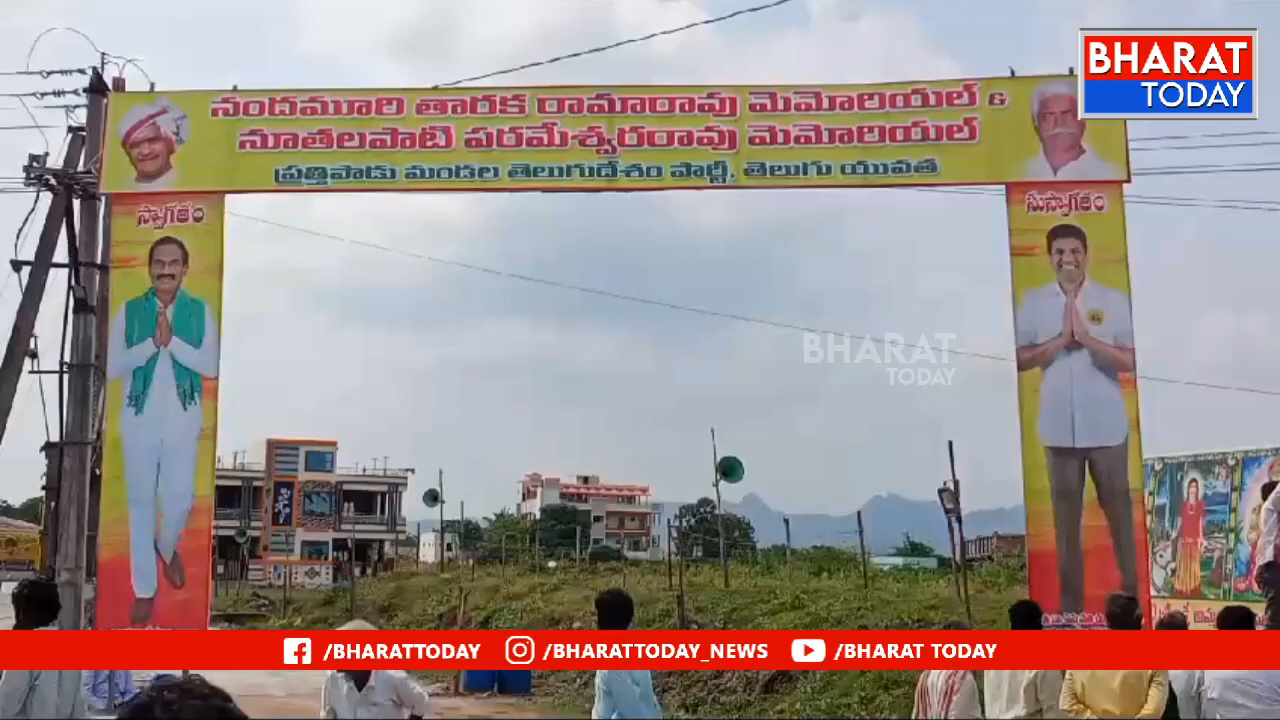 నందమూరి తారక రామారావు మెమోరియల్ &
నూతలపాటి పరమేశ్వరరావు మెమోరియల్
ప్రత్తిపాడు మండల తెలుగుదేశం పార్టీ, తెలుగు యువత
స్వాగతం
సుస్వాగతం
BHARAT
TODAY
BHARAT
TODAY
/BHARATTODAY
/BHARATTODAY_NEWS
/BHARAT TODAY